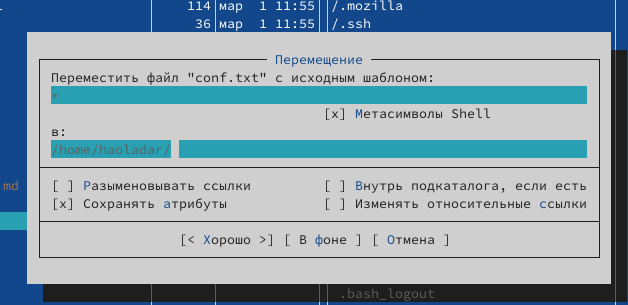 114 мар 1 11:55 /.mozilla
36 мар 1 11:55 /.ssh
Перемещение
Переместить файл "conf.txt" с исходным шаблоном:
*
[x] Метасимволы Shell
в:
/home/haoladar/
md
[ ] Разыменовывать ссылки [ ] Внутрь подкаталога, если есть
[x] Сохранять атрибуты [ ] Изменять относительные ссылки
[< Хорошо >] [ В фоне ] [ Отмена ]
.bash_logout